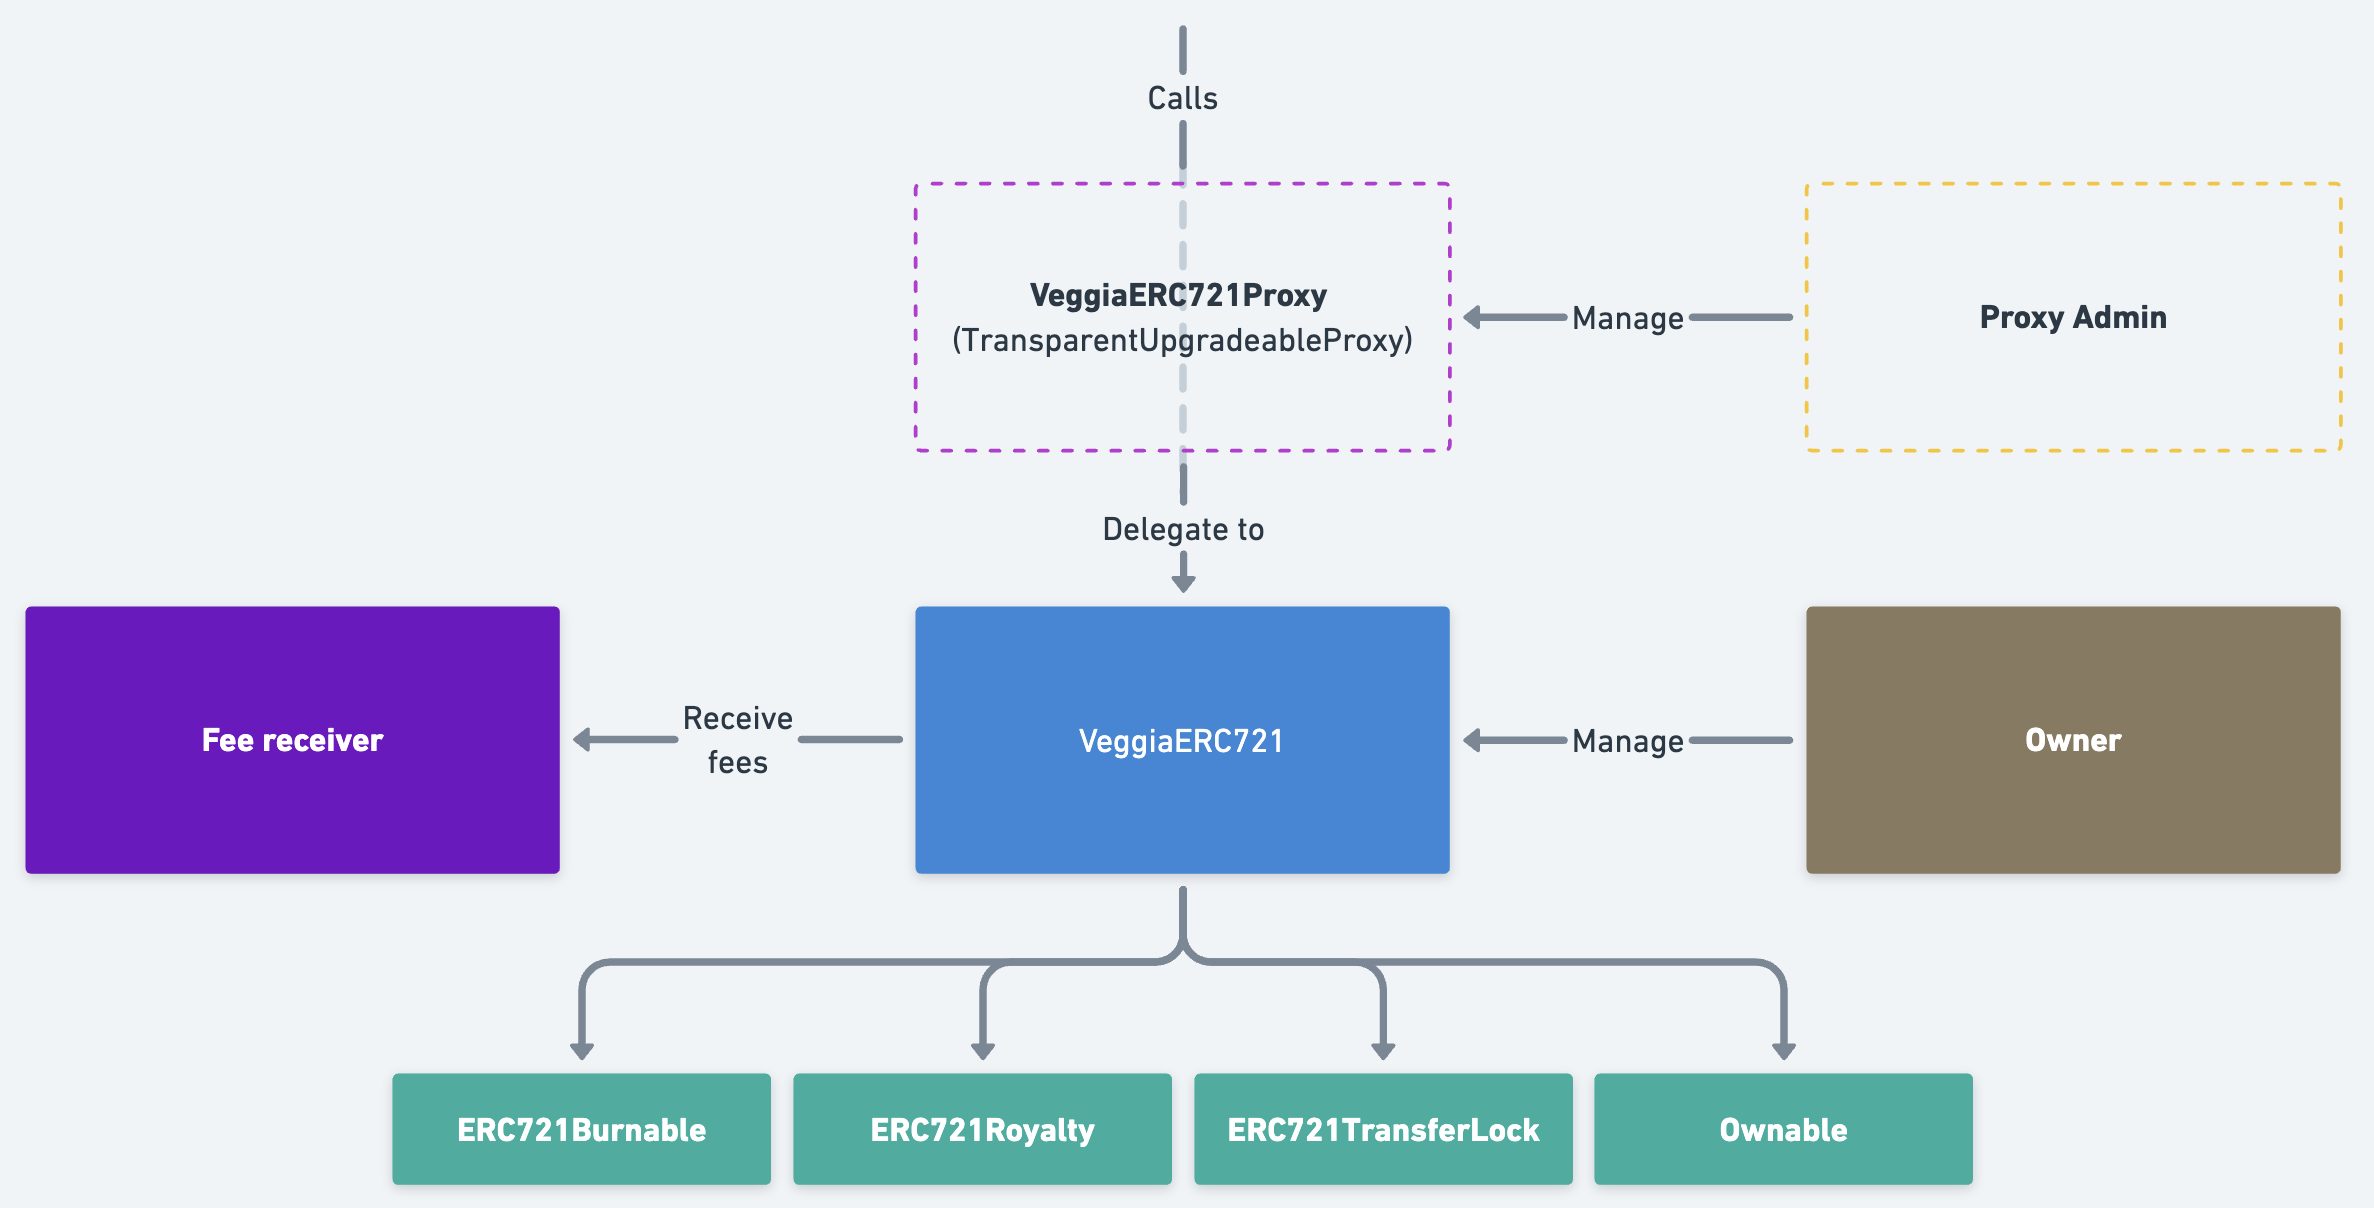 Calls
VeggiaERC721Proxy
(TransparentUpgradeableProxy)
Manage
Proxy Admin
Delegate to
Fee receiver
Receive
fees
VeggiaERC721
Manage
Owner
ERC721Burnable
ERC721Royalty
ERC721TransferLock
Ownable